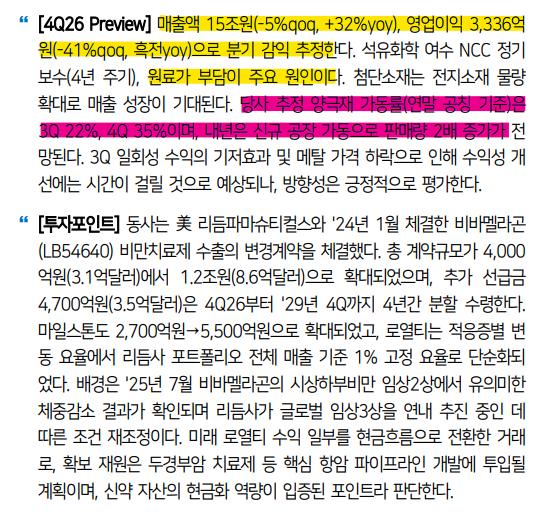 “ [4Q26 Preview] 매출액 15조원(-5%qoq, +32%yoy), 영업이익 3,336억
원(-41%qoq, 흑전yoy)으로 분기 감익 추정한다. 석유화학 여수 NCC 정기
보수(4년 주기), 원료가 부담이 주요 원인이다. 첨단소재는 전지소재 물량
확대로 매출 성장이 기대된다. 당사 추정 양극재 가동률(연말 공칭 기준)은
3Q 22%, 4Q 35%이며, 내년은 신규 공장 가동으로 판매량 2배 증가가 전
망된다. 3Q 일회성 수익의 기저효과 및 메탈 가격 하락으로 인해 수익성 개
선에는 시간이 걸릴 것으로 예상되나, 방향성은 긍정적으로 평가한다.
“ [투자포인트] 동사는 美 리듬파마슈티컬스와 '24년 1월 체결한 비바멜라곤
(LB54640) 비만치료제 수출의 변경계약을 체결했다. 총 계약규모가 4,000
억원(3.1억달러)에서 1.2조원(8.6억달러)으로 확대되었으며, 추가 선급금
4,700억원(3.5억달러)은 4Q26부터 '29년 4Q까지 4년간 분할 수령한다.
마일스톤도 2,700억원→5,500억원으로 확대되었고, 로열티는 적응증별 변
동 요율에서 리듬사 포트폴리오 전체 매출 기준 1% 고정 요율로 단순화되
었다. 배경은 '25년 7월 비바멜라곤의 시상하부비만 임상2상에서 유의미한
체중감소 결과가 확인되며 리듬사가 글로벌 임상3상을 연내 추진 중인 데
따른 조건 재조정이다. 미래 로열티 수익 일부를 현금흐름으로 전환한 거래
로, 확보 재원은 두경부암 치료제 등 핵심 항암 파이프라인 개발에 투입될
계획이며, 신약 자산의 현금화 역량이 입증된 포인트라 판단한다.